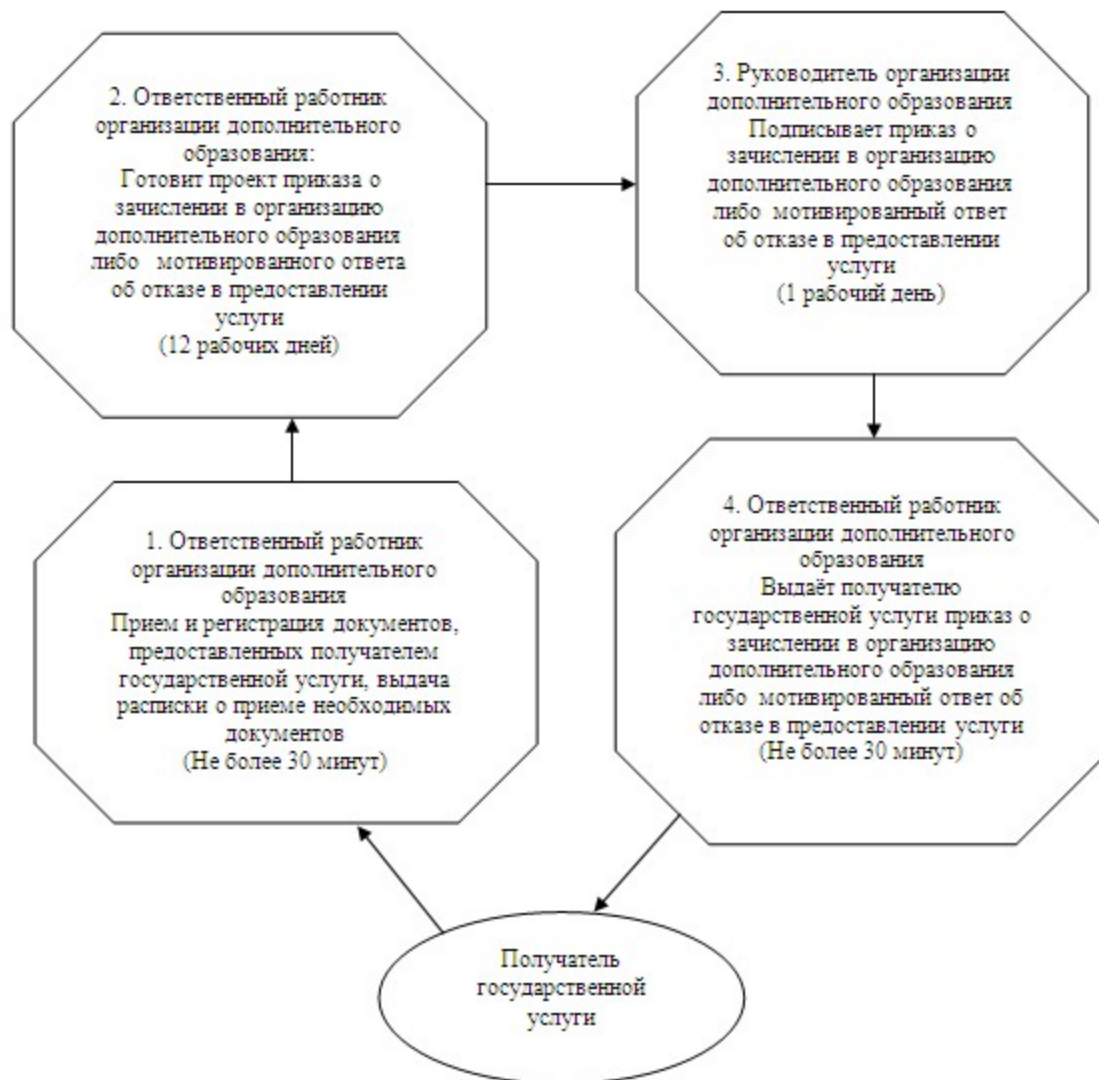 2. Ответственный работник
организации дополнительного
образования:
Готовит проект приказа о
зачислении в организацию
дополнительного образования
либо мотивированного ответа
об отказе в предоставлении
услуги
(12 рабочих дней)
3. Руководитель организации
дополнительного образования
Подписывает приказ о
зачислении в организацию
дополнительного образования
либо мотивированный ответ
об отказе в предоставлении
услуги
(1 рабочий день)
1. Ответственный работник
организации дополнительного
образования
Прием и регистрация документов,
предоставленных получателем
государственной услуги, выдача
расписки о приеме необходимых
документов
(Не более 30 минут)
4. Ответственный работник
организации дополнительного
образования
Выдаёт получателю
государственной услуги приказ о
зачислении в организацию
дополнительного образования
либо мотивированный ответ об
отказе в предоставлении услуги
(Не более 30 минут)
Получатель
государственной
услуги